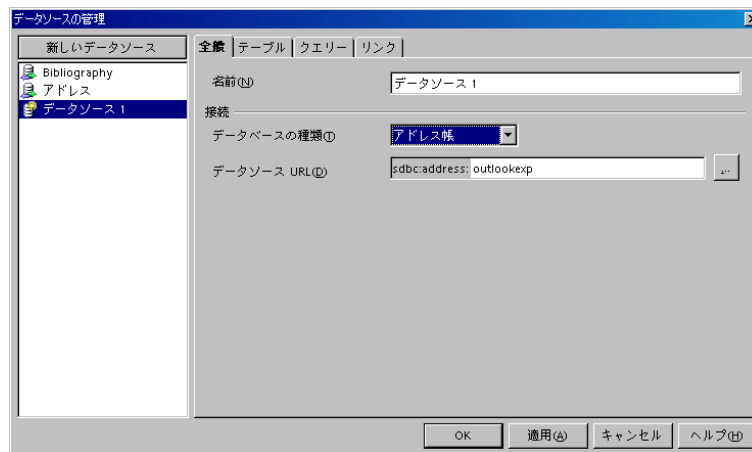 データソースの管理
新しいデータソース
Bibliography
アドレス
データソース 1
全般 テーブル クエリー リンク
名前(N) データソース 1
接続
データベースの種類(T) アドレス帳
データソース URL(D) sdbc:address: outlookexp ...
OK 適用(A) キャンセル ヘルプ(H)